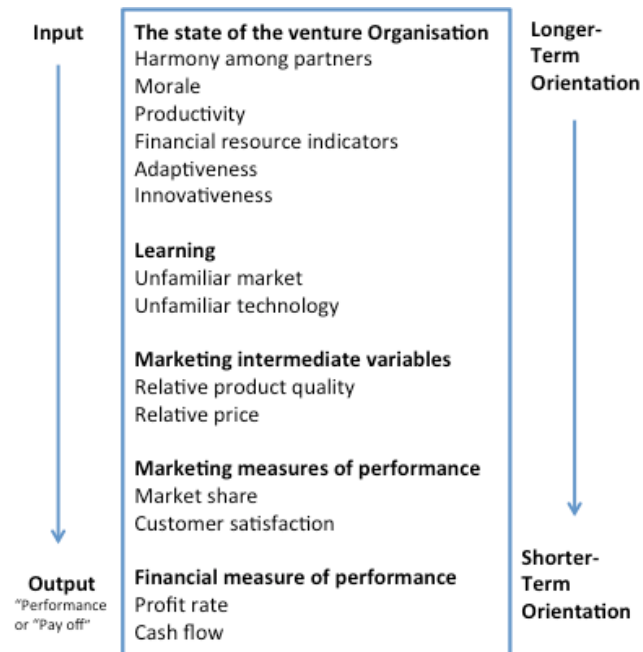 Input
The state of the venture Organisation
Harmony among partners
Morale
Productivity
Financial resource indicators
Adaptiveness
Innovativeness
Learning
Unfamiliar market
Unfamiliar technology
Marketing intermediate variables
Relative product quality
Relative price
Marketing measures of performance
Market share
Customer satisfaction
Financial measure of performance
Profit rate
Cash flow
Output
"Performance
or "Pay off"
Longer-
Term
Orientation
Shorter-
Term
Orientation